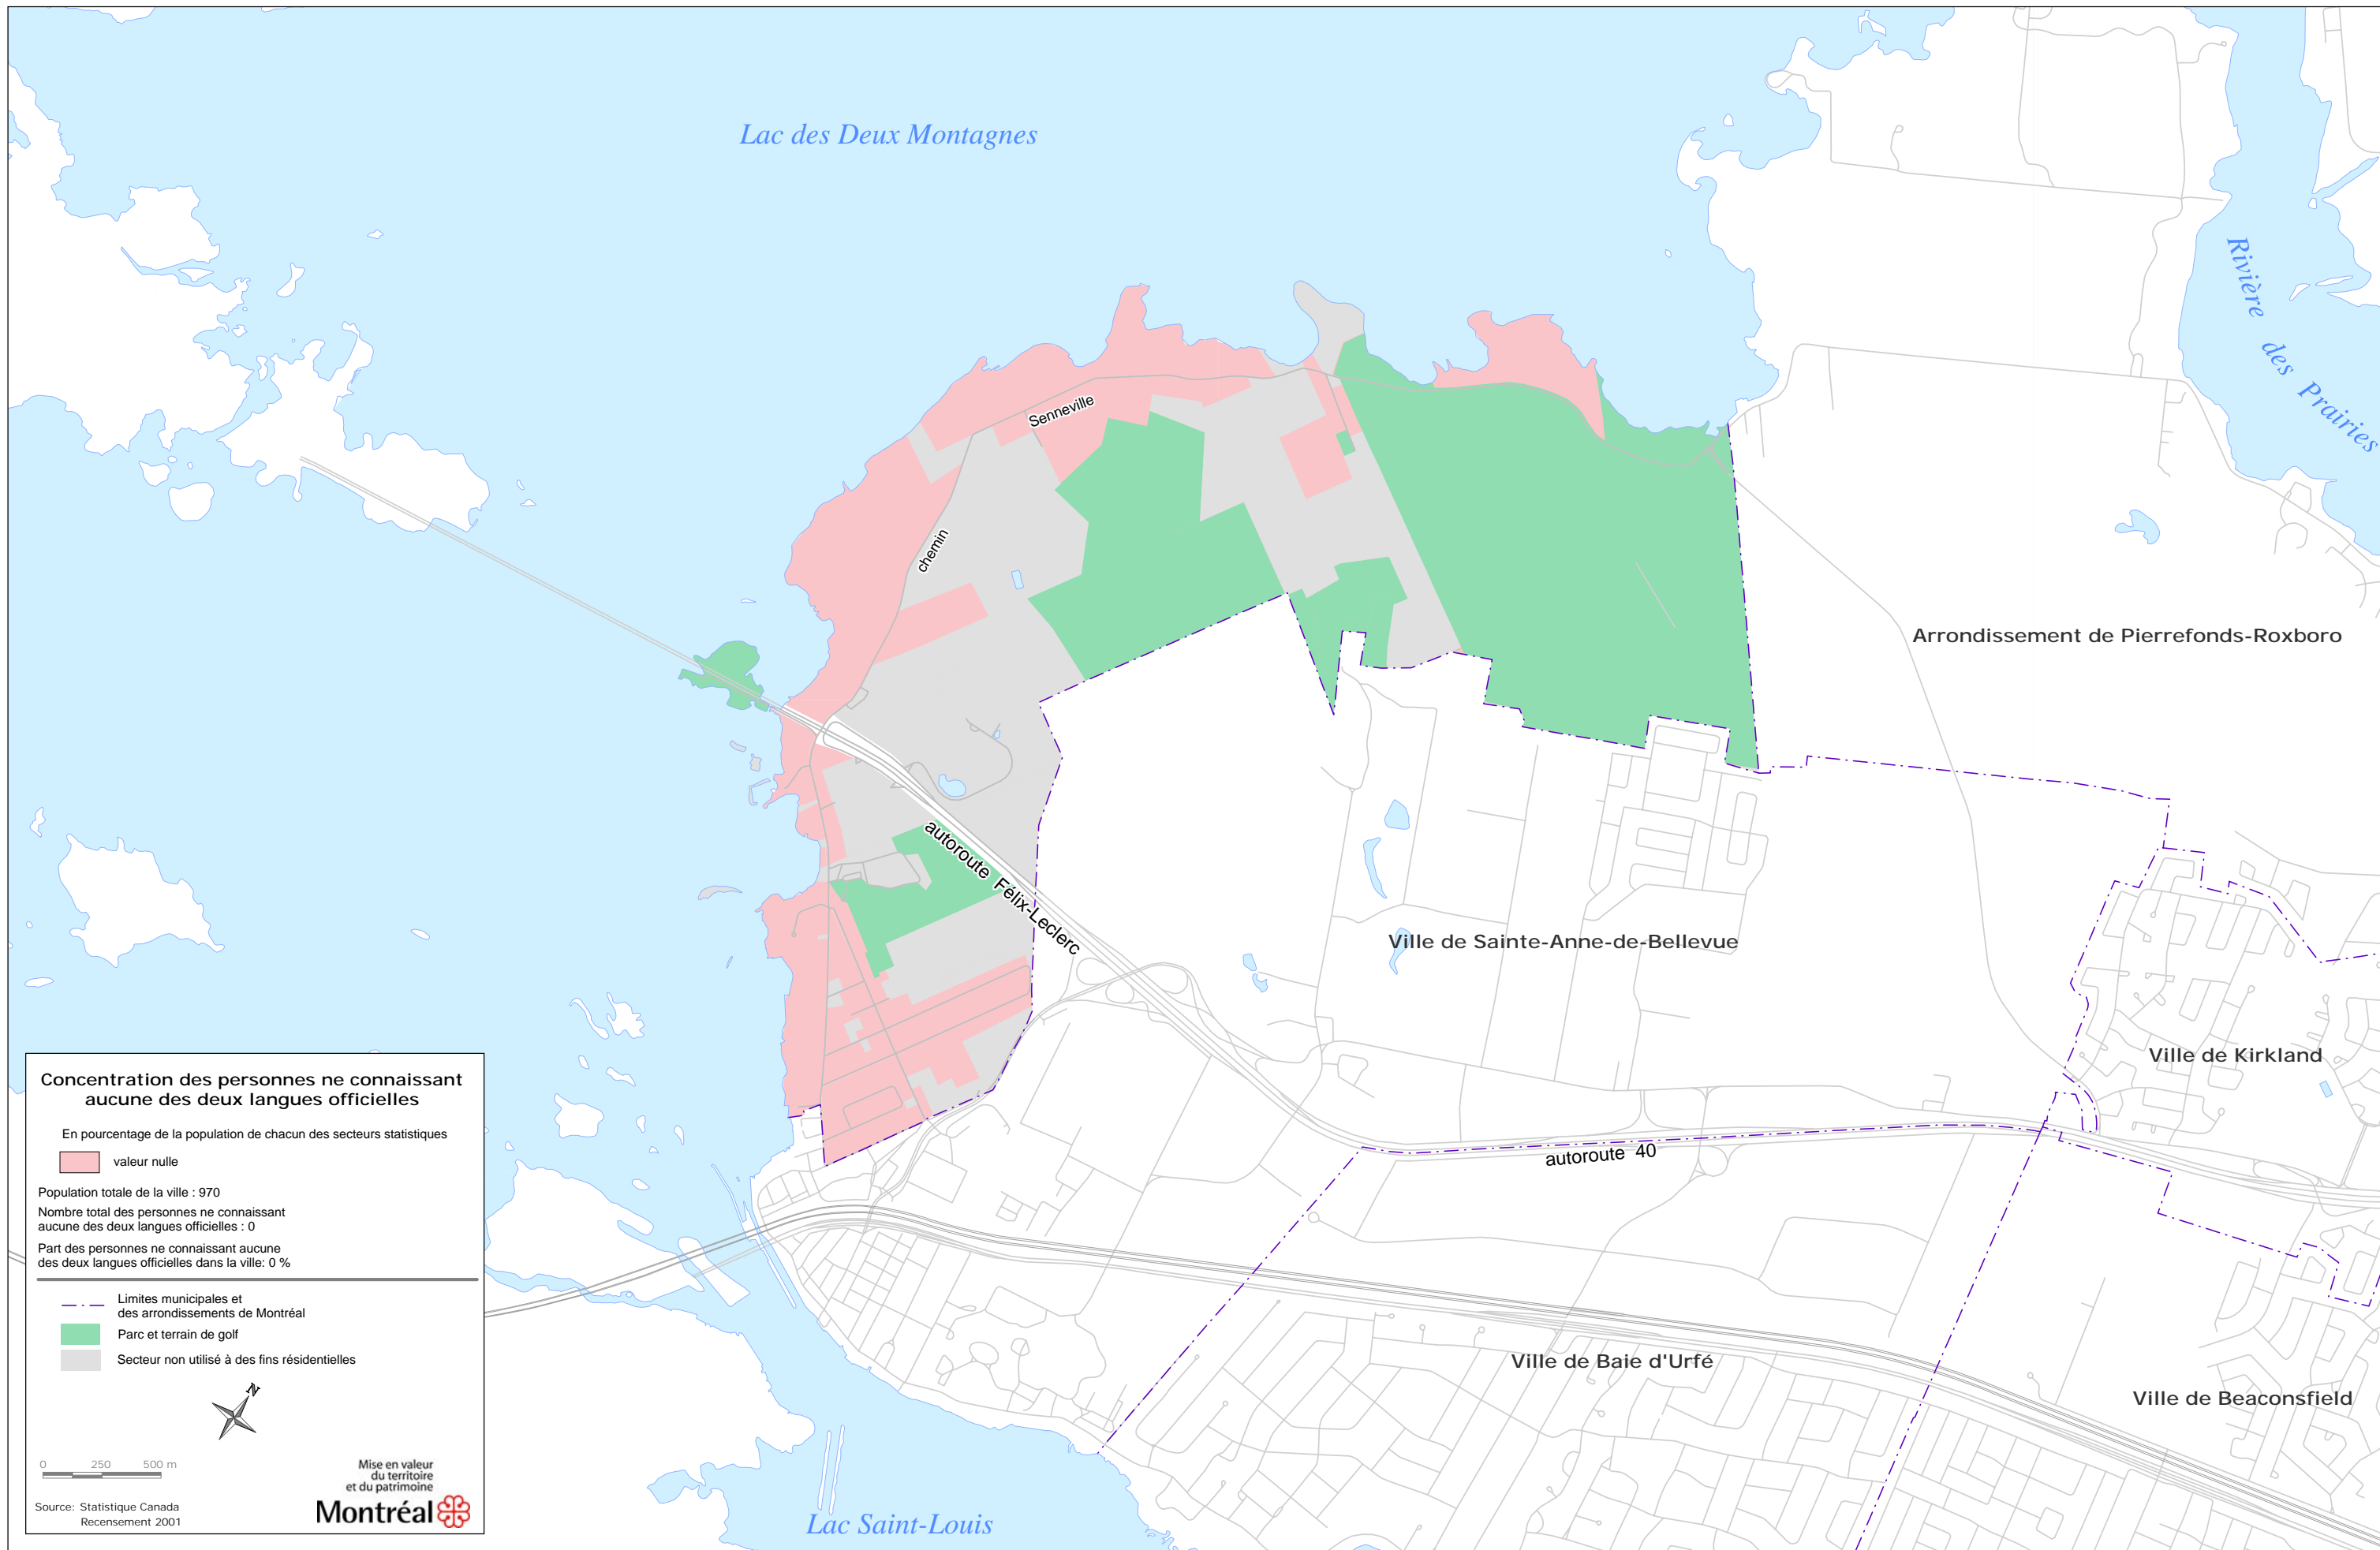 Lac des Deux Montagnes
Rivière des Prairies
Senneville
chemin
Arrondissement de Pierrefonds-Roxboro
autoroute Félix-Leclerc
Ville de Sainte-Anne-de-Bellevue
Ville de Kirkland
autoroute 40
Ville de Baie d'Urfé
Ville de Beaconsfield
Lac Saint-Louis
Concentration des personnes ne connaissant
aucune des deux langues officielles
En pourcentage de la population de chacun des secteurs statistiques
valeur nulle
Population totale de la ville : 970
Nombre total des personnes ne connaissant
aucune des deux langues officielles : 0
Part des personnes ne connaissant aucune
des deux langues officielles dans la ville: 0 %
Limites municipales et
des arrondissements de Montréal
Parc et terrain de golf
Secteur non utilisé à des fins résidentielles
N
0 250 500 m
Mise en valeur
du territoire
et du patrimoine
Montréal
Source: Statistique Canada
Recensement 2001